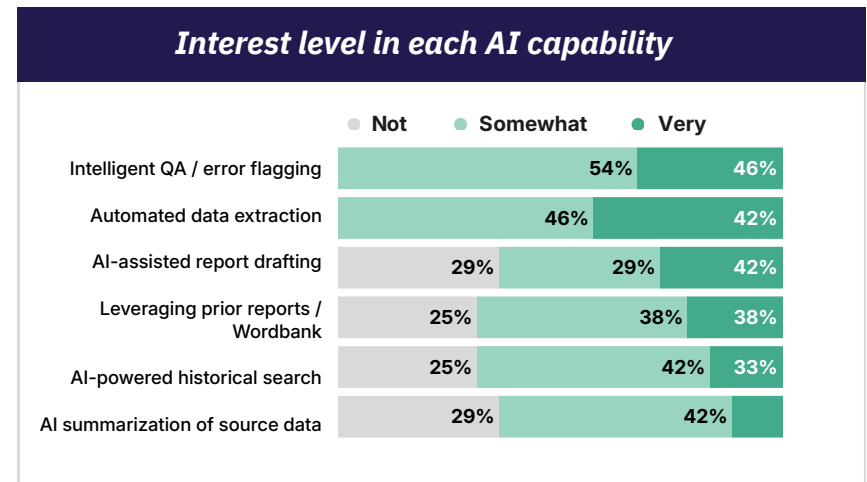 Interest level in each AI capability
Not Somewhat Very
Intelligent QA / error flagging 54% 46%
Automated data extraction 46% 42%
AI-assisted report drafting 29% 29% 42%
Leveraging prior reports /
Wordbank 25% 38% 38%
AI-powered historical search 25% 42% 33%
AI summarization of source data 29% 42%